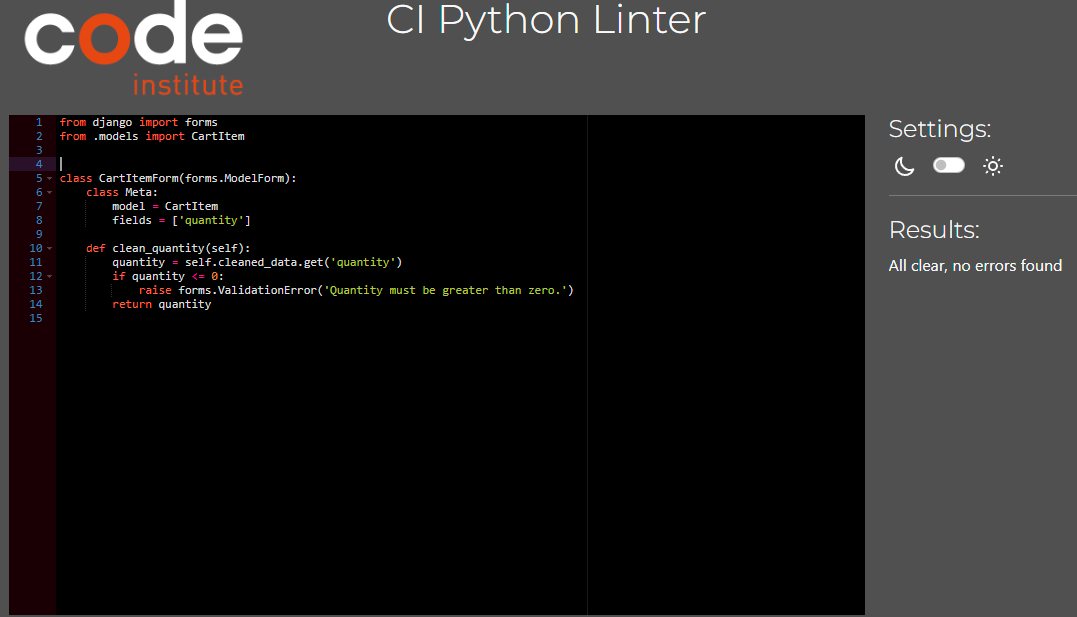 code
institute
CI Python Linter
1 from django import forms
2 from .models import CartItem
3
4
5 class CartItemForm(forms.ModelForm):
6     class Meta:
7         model = CartItem
8         fields = ['quantity']
9
10     def clean_quantity(self):
11         quantity = self.cleaned_data.get('quantity')
12         if quantity <= 0:
13             raise forms.ValidationError('Quantity must be greater than zero.')
14         return quantity
15
Settings:
Results:
All clear, no errors found